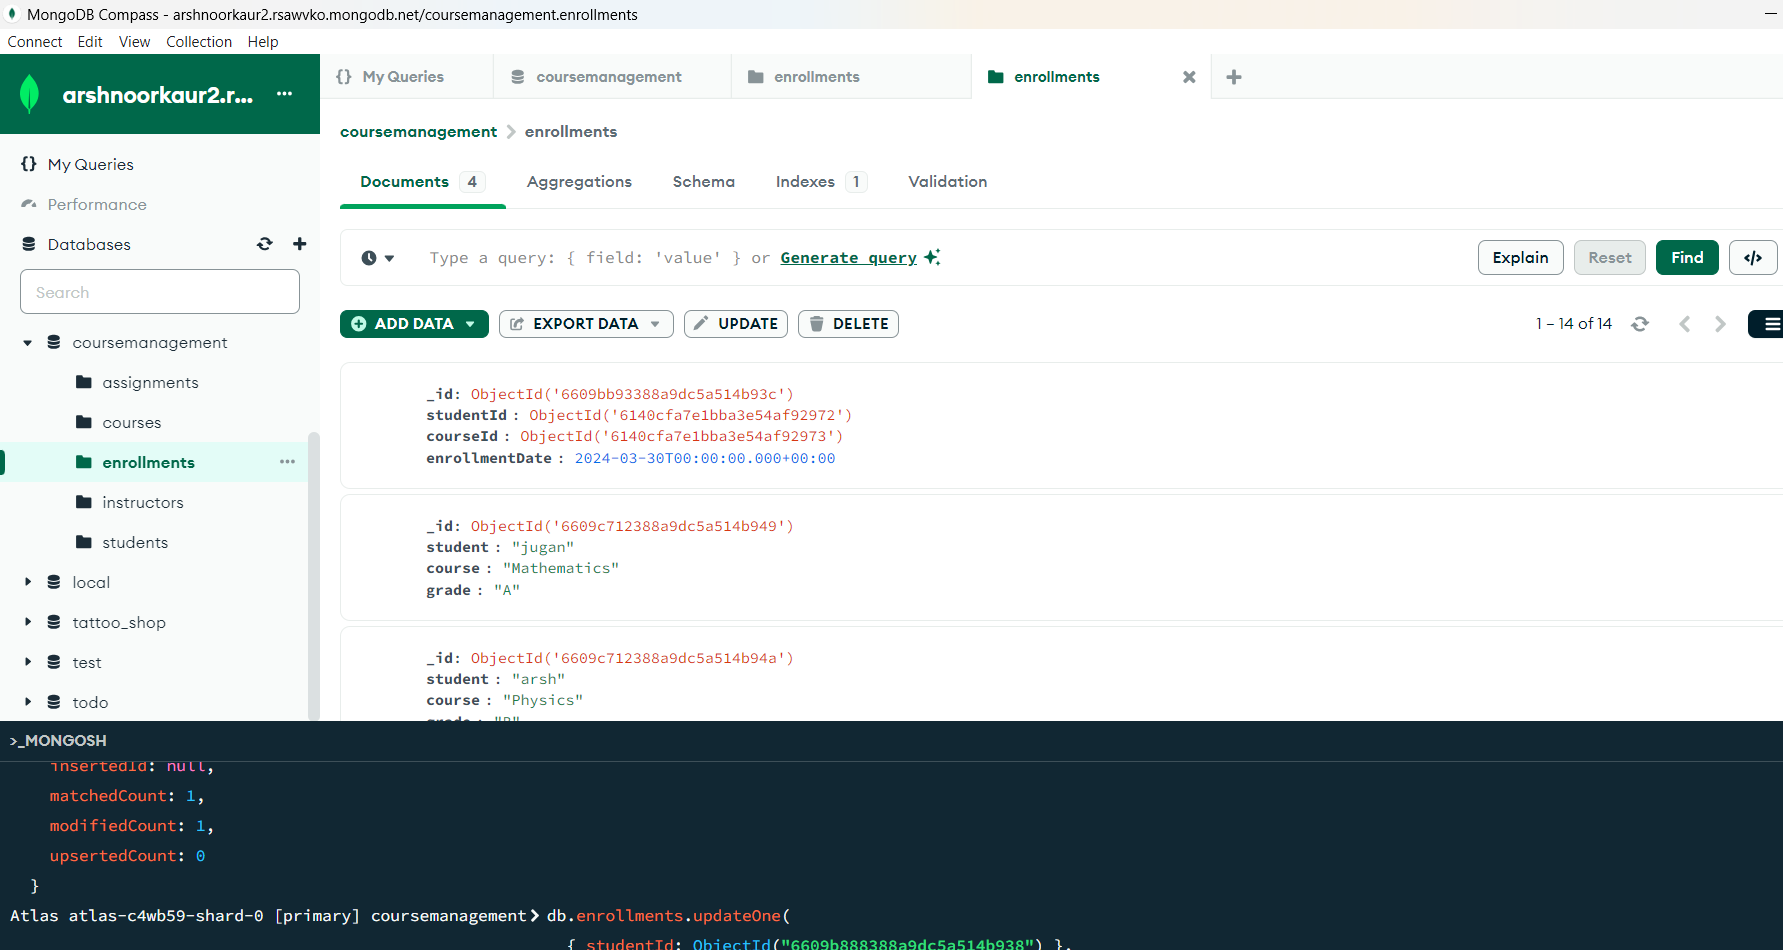 MongoDB Compass - arshnoorkaur2.rsawvko.mongodb.net/coursemanagement.enrollments
Connect Edit View Collection Help
arshnoorkaur2.r... ...
{} My Queries
coursemanagement
enrollments
enrollments
coursemanagement > enrollments
{} My Queries
Performance
Databases
Search
coursemanagement
assignments
courses
enrollments ...
instructors
students
local
tattoo_shop
test
todo
Documents 4 Aggregations Schema Indexes 1 Validation
Type a query: { field: 'value' } or Generate query
Explain Reset Find </>
ADD DATA EXPORT DATA UPDATE DELETE
1 – 14 of 14
_id: ObjectId('6609bb93388a9dc5a514b93c')
studentId : ObjectId('6140cfa7e1bba3e54af92972')
courseId : ObjectId('6140cfa7e1bba3e54af92973')
enrollmentDate : 2024-03-30T00:00:00.000+00:00
_id: ObjectId('6609c712388a9dc5a514b949')
student : "jugan"
course : "Mathematics"
grade : "A"
_id: ObjectId('6609c712388a9dc5a514b94a')
student : "arsh"
course : "Physics"
grade : "B"
>_MONGOSH
insertedId: null,
matchedCount: 1,
modifiedCount: 1,
upsertedCount: 0
}
Atlas atlas-c4wb59-shard-0 [primary] coursemanagement> db.enrollments.updateOne(
{ studentId: ObjectId("6609b888388a9dc5a514b938") },